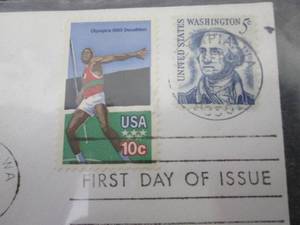 Olympics 1980 Decathlon
USA
10c
WASHINGTON 5c
UNITED STATES
FIRST DAY OF ISSUE